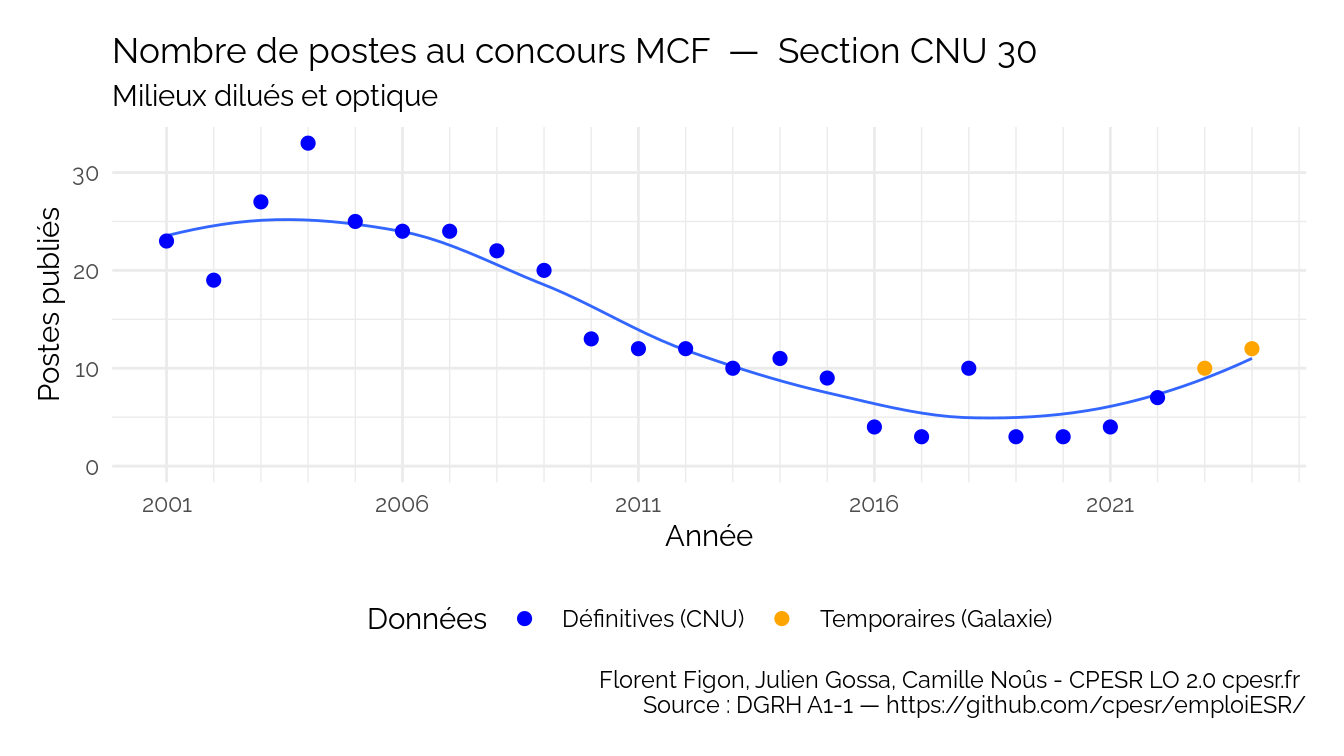 Nombre de postes au concours MCF — Section CNU 30
Milieux dilués et optique
Postes publiés
30
20
10
0
2001 2006 2011 2016 2021
Année
Données Définitives (CNU) Temporaires (Galaxie)
Florent Figon, Julien Gossa, Camille Noûs - CPESR LO 2.0 cpesr.fr
Source : DGRH A1-1 — https://github.com/cpesr/emploiESR/